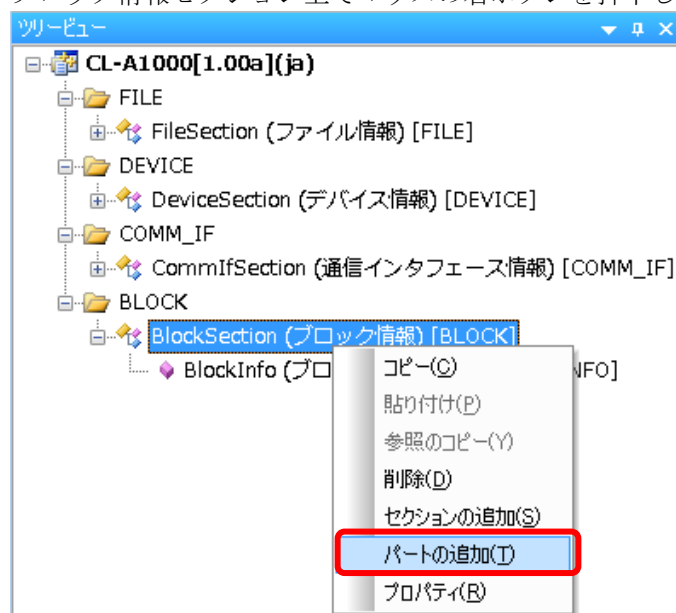 ツリービュー
CL-A1000[1.00a](ja)
FILE
FileSection (ファイル情報) [FILE]
DEVICE
DeviceSection (デバイス情報) [DEVICE]
COMM_IF
CommIfSection (通信インタフェース情報) [COMM_IF]
BLOCK
BlockSection (ブロック情報) [BLOCK]
BlockInfo (ブロ
NFO]
コピー(C)
貼り付け(P)
参照のコピー(Y)
削除(D)
セクションの追加(S)
パートの追加(T)
プロパティ(R)